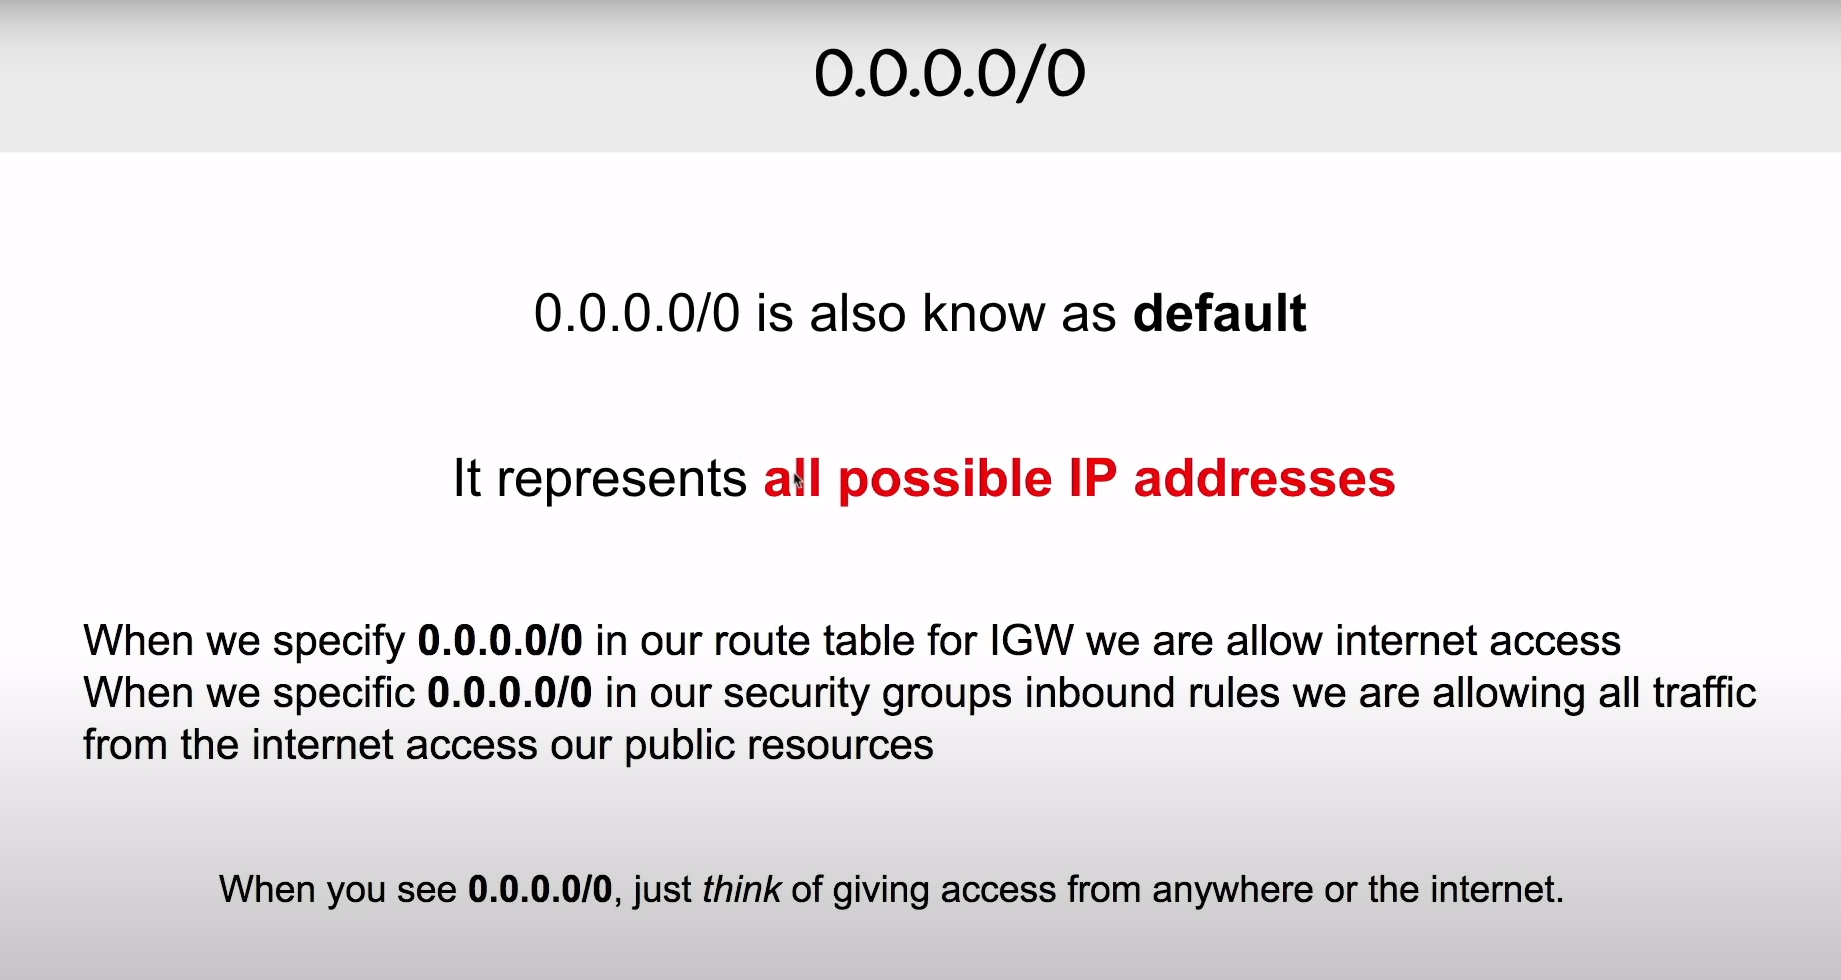 0.0.0.0/0
0.0.0.0/0 is also know as default
It represents all possible IP addresses
When we specify 0.0.0.0/0 in our route table for IGW we are allow internet access
When we specific 0.0.0.0/0 in our security groups inbound rules we are allowing all traffic
from the internet access our public resources
When you see 0.0.0.0/0, just think of giving access from anywhere or the internet.